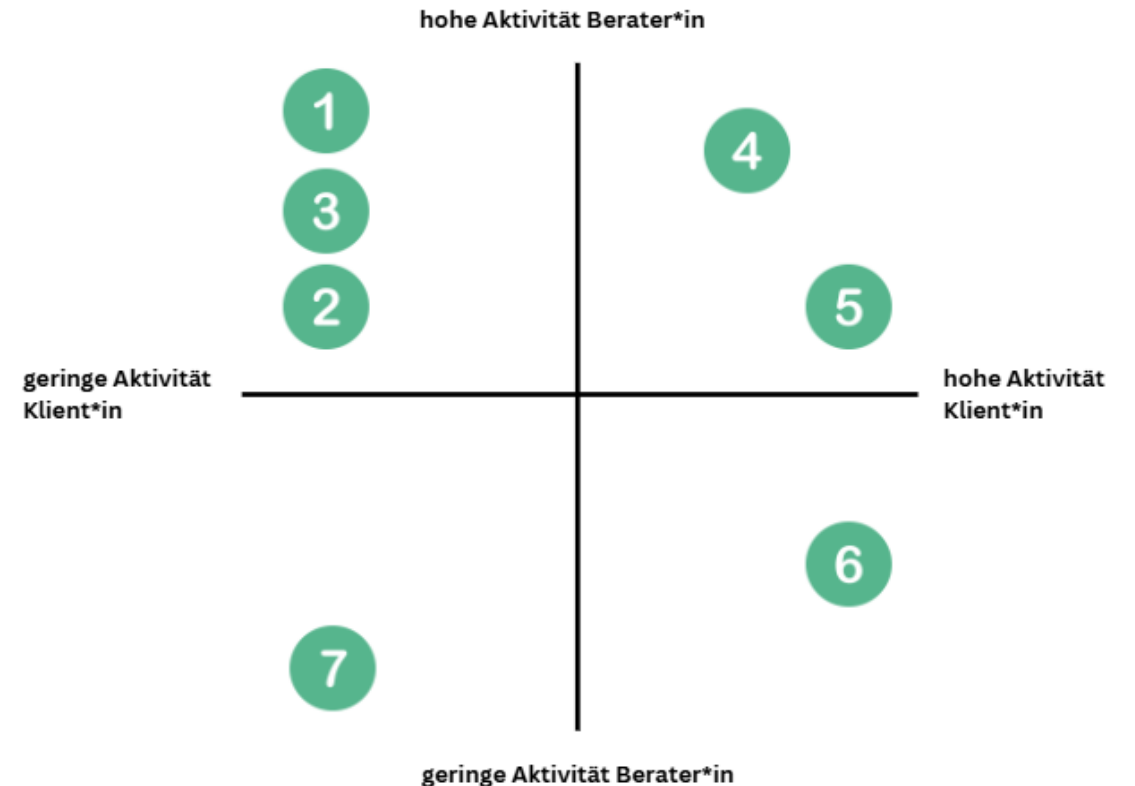 hohe Aktivität Berater*in
1
4
3
2
5
geringe Aktivität
Klient*in
hohe Aktivität
Klient*in
6
7
geringe Aktivität Berater*in